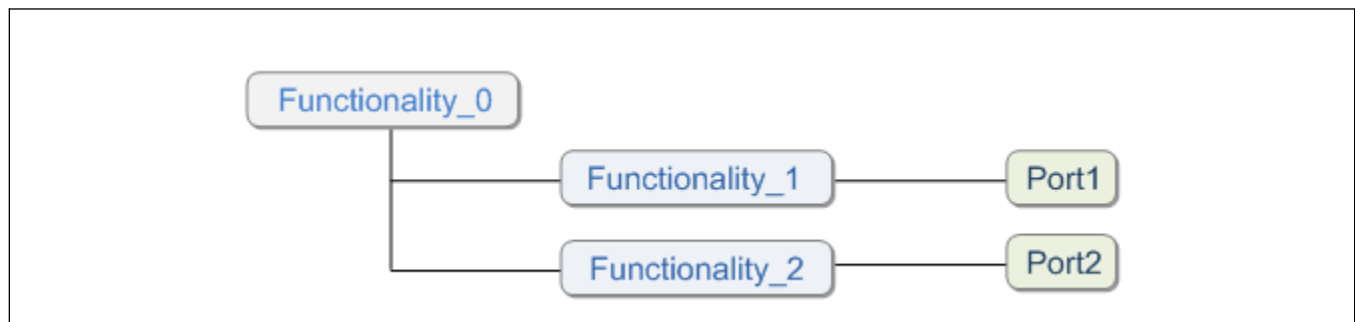 Functionality_0
Functionality_1
Port1
Functionality_2
Port2